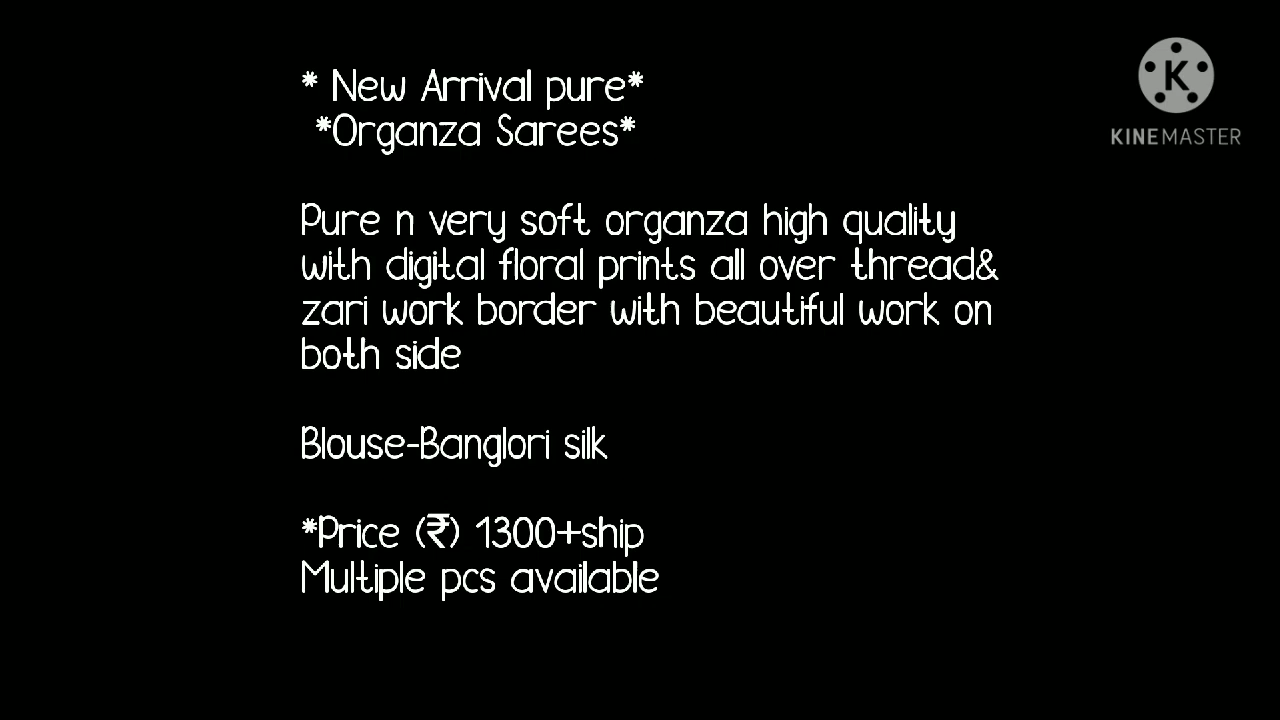 * New Arrival pure*
*Organza Sarees*
Pure n very soft organza high quality
with digital floral prints all over thread&
zari work border with beautiful work on
both side
Blouse-Banglori silk
*Price (₹) 1300+ship
Multiple pcs available
K
KINEMASTER